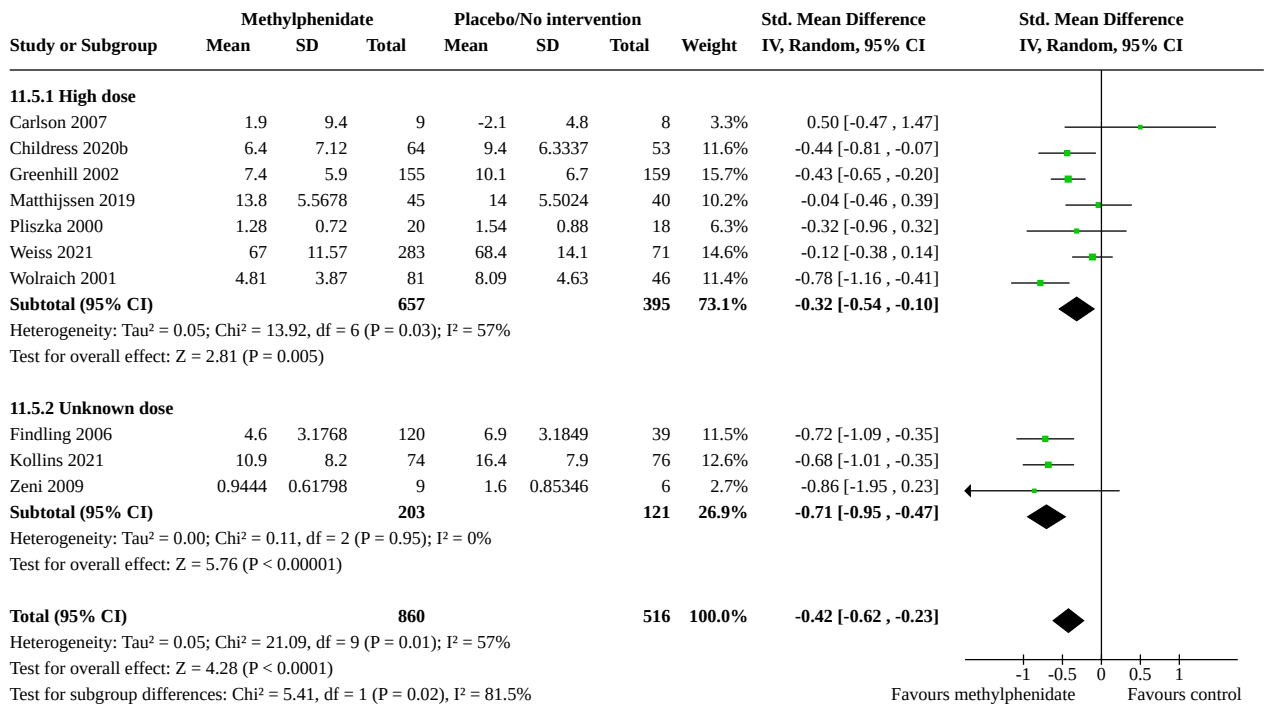 Methylphenidate Placebo/No intervention Std. Mean Difference Std. Mean Difference
Study or Subgroup Mean SD Total Mean SD Total Weight IV, Random, 95% CI IV, Random, 95% CI
11.5.1 High dose
Carlson 2007 1.9 9.4 9 -2.1 4.8 8 3.3% 0.50 [-0.47 , 1.47]
Childress 2020b 6.4 7.12 64 9.4 6.3337 53 11.6% -0.44 [-0.81 , -0.07]
Greenhill 2002 7.4 5.9 155 10.1 6.7 159 15.7% -0.43 [-0.65 , -0.20]
Matthijssen 2019 13.8 5.5678 45 14 5.5024 40 10.2% -0.04 [-0.46 , 0.39]
Pliszka 2000 1.28 0.72 20 1.54 0.88 18 6.3% -0.32 [-0.96 , 0.32]
Weiss 2021 67 11.57 283 68.4 14.1 71 14.6% -0.12 [-0.38 , 0.14]
Wolraich 2001 4.81 3.87 81 8.09 4.63 46 11.4% -0.78 [-1.16 , -0.41]
Subtotal (95% CI) 657 395 73.1% -0.32 [-0.54 , -0.10]
Heterogeneity: Tau² = 0.05; Chi² = 13.92, df = 6 (P = 0.03); I² = 57%
Test for overall effect: Z = 2.81 (P = 0.005)
11.5.2 Unknown dose
Findling 2006 4.6 3.1768 120 6.9 3.1849 39 11.5% -0.72 [-1.09 , -0.35]
Kollins 2021 10.9 8.2 74 16.4 7.9 76 12.6% -0.68 [-1.01 , -0.35]
Zeni 2009 0.9444 0.61798 9 1.6 0.85346 6 2.7% -0.86 [-1.95 , 0.23]
Subtotal (95% CI) 203 121 26.9% -0.71 [-0.95 , -0.47]
Heterogeneity: Tau² = 0.00; Chi² = 0.11, df = 2 (P = 0.95); I² = 0%
Test for overall effect: Z = 5.76 (P < 0.00001)
Total (95% CI) 860 516 100.0% -0.42 [-0.62 , -0.23]
Heterogeneity: Tau² = 0.05; Chi² = 21.09, df = 9 (P = 0.01); I² = 57%
Test for overall effect: Z = 4.28 (P < 0.0001)
-1 -0.5 0 0.5 1
Test for subgroup differences: Chi² = 5.41, df = 1 (P = 0.02), I² = 81.5% Favours methylphenidate Favours control